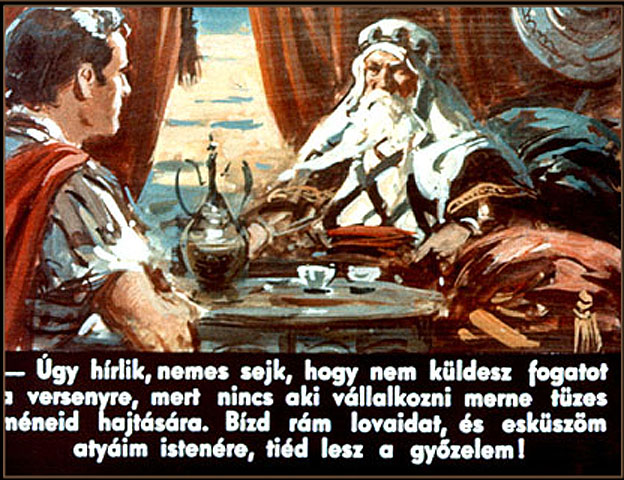 — Úgy hírlik, nemes sejk, hogy nem küldesz fogatot
a versenyre, mert nincs aki vállalkozni merne tüzes
méneid hajtására. Bízd rám lovaidat, és esküszöm
atyáim istenére, tiéd lesz a győzelem!